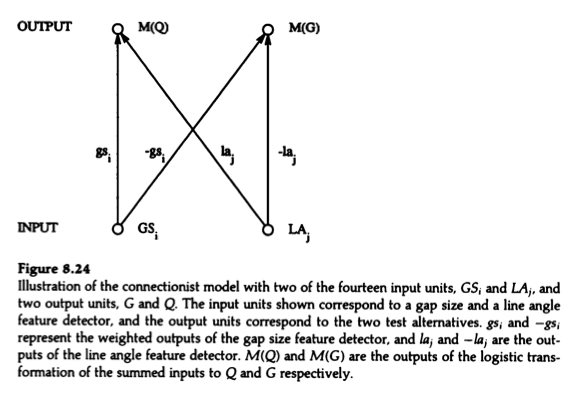 OUTPUT M(Q) M(G)
gs_i -gs_i la_j -la_j
INPUT GS_i LA_j
Figure 8.24
Illustration of the connectionist model with two of the fourteen input units, GS_i and LA_j, and
two output units, G and Q. The input units shown correspond to a gap size and a line angle
feature detector, and the output units correspond to the two test alternatives. gs_i and −gs_i
represent the weighted outputs of the gap size feature detector, and la_j and −la_j are the out-
puts of the line angle feature detector. M(Q) and M(G) are the outputs of the logistic trans-
formation of the summed inputs to Q and G respectively.